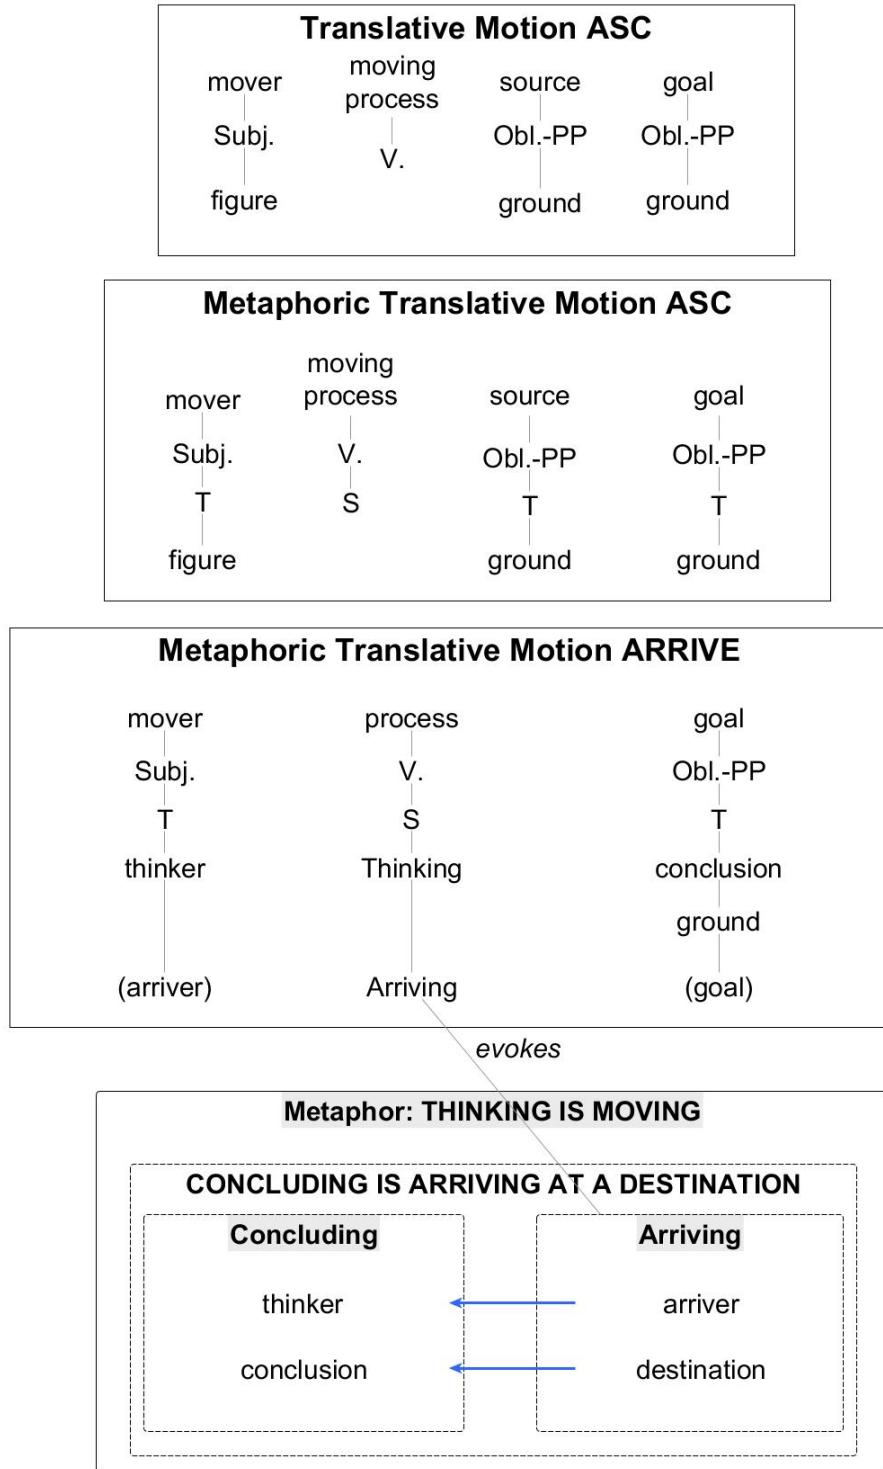 Translative Motion ASC
mover moving process source goal
Subj. V. Obl.-PP Obl.-PP
figure ground ground
Metaphoric Translative Motion ASC
mover moving process source goal
Subj. V. Obl.-PP Obl.-PP
T S T T
figure ground ground
Metaphoric Translative Motion ARRIVE
mover process goal
Subj. V. Obl.-PP
T S T
thinker Thinking conclusion
ground
(arriver) Arriving (goal)
evokes
Metaphor: THINKING IS MOVING
CONCLUDING IS ARRIVING AT A DESTINATION
Concluding Arriving
thinker arriver
conclusion destination